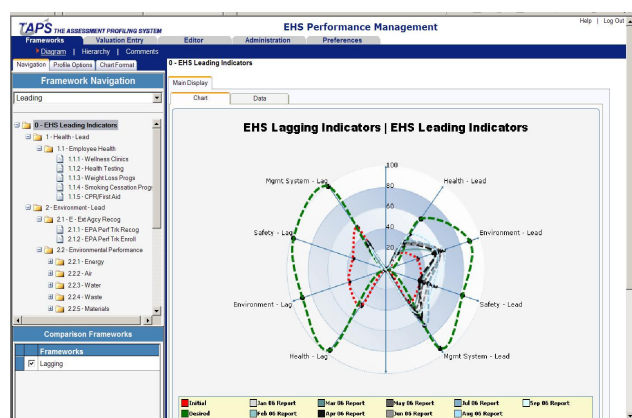 Help | Log Out
TAPS THE ASSESSMENT PROFILING SYSTEM
EHS Performance Management
Frameworks Valuation Entry Editor Administration Preferences
Diagram | Hierarchy | Comments
Navigation Profile Options Chart Format
0 - EHS Leading Indicators
Framework Navigation
Main Display
Leading
Chart Data
0 - EHS Leading Indicators
1 - Health - Lead
1.1 - Employee Health
1.1.1 - Wellness Clinics
1.1.2 - Health Testing
1.1.3 - Weight Loss Progs
1.1.4 - Smoking Cessation Progr
1.1.5 - CPR/First Aid
2 - Environment - Lead
2.1 - E - Ext Agcy Recog
2.1.1 - EPA Perf Trk Recog
2.1.2 - EPA Perf Trk Enroll
2.2 - Environmental Performance
2.2.1 - Energy
2.2.2 - Air
2.2.3 - Water
2.2.4 - Waste
2.2.5 - Materials
Comparison Frameworks
Frameworks
Lagging
EHS Lagging Indicators | EHS Leading Indicators
100
80
60
40
20
Mgmt System - Lag
Health - Lead
Safety - Lag
Environment - Lead
Environment - Lag
Safety - Lead
Health - Lag
Mgmt System - Lead
Initial Jan 06 Report Mar 06 Report May 06 Report Jul 06 Report Sep 06 Report
Desired Feb 06 Report Apr 06 Report Jun 06 Report Aug 06 Report